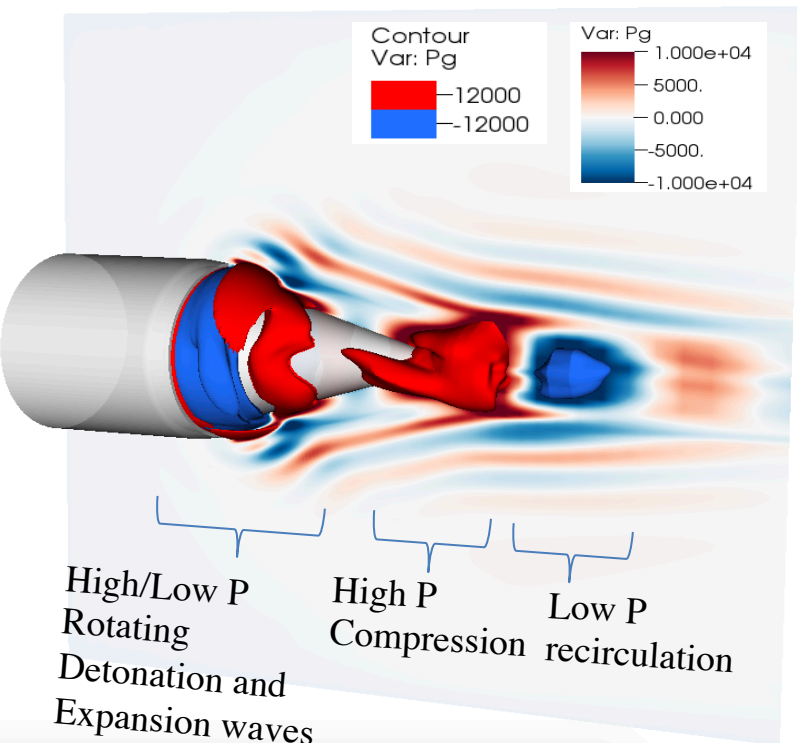 Contour
Var: Pg
12000
-12000
Var: Pg
1.000e+04
5000.
0.000
-5000.
-1.000e+04
High/Low P
Rotating
Detonation and
Expansion waves
High P
Compression
Low P
recirculation